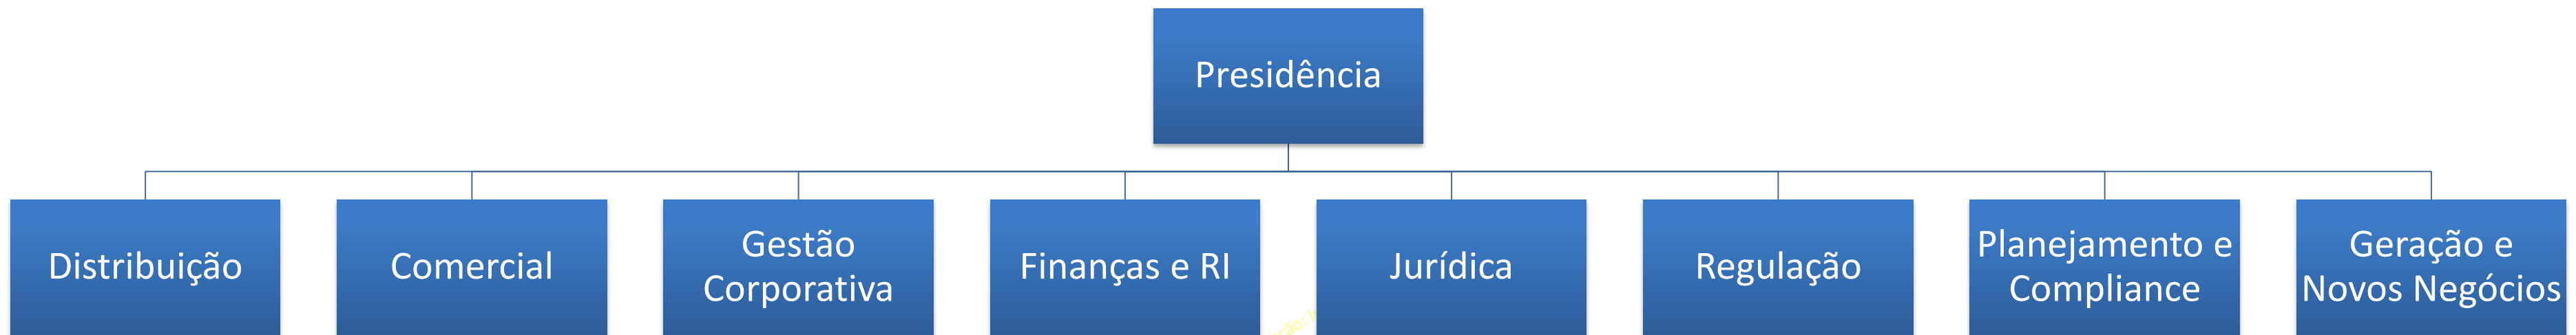 Presidência
Distribuição
Comercial
Gestão
Corporativa
Finanças e RI
Jurídica
Regulação
Planejamento e
Compliance
Geração e
Novos Negócios